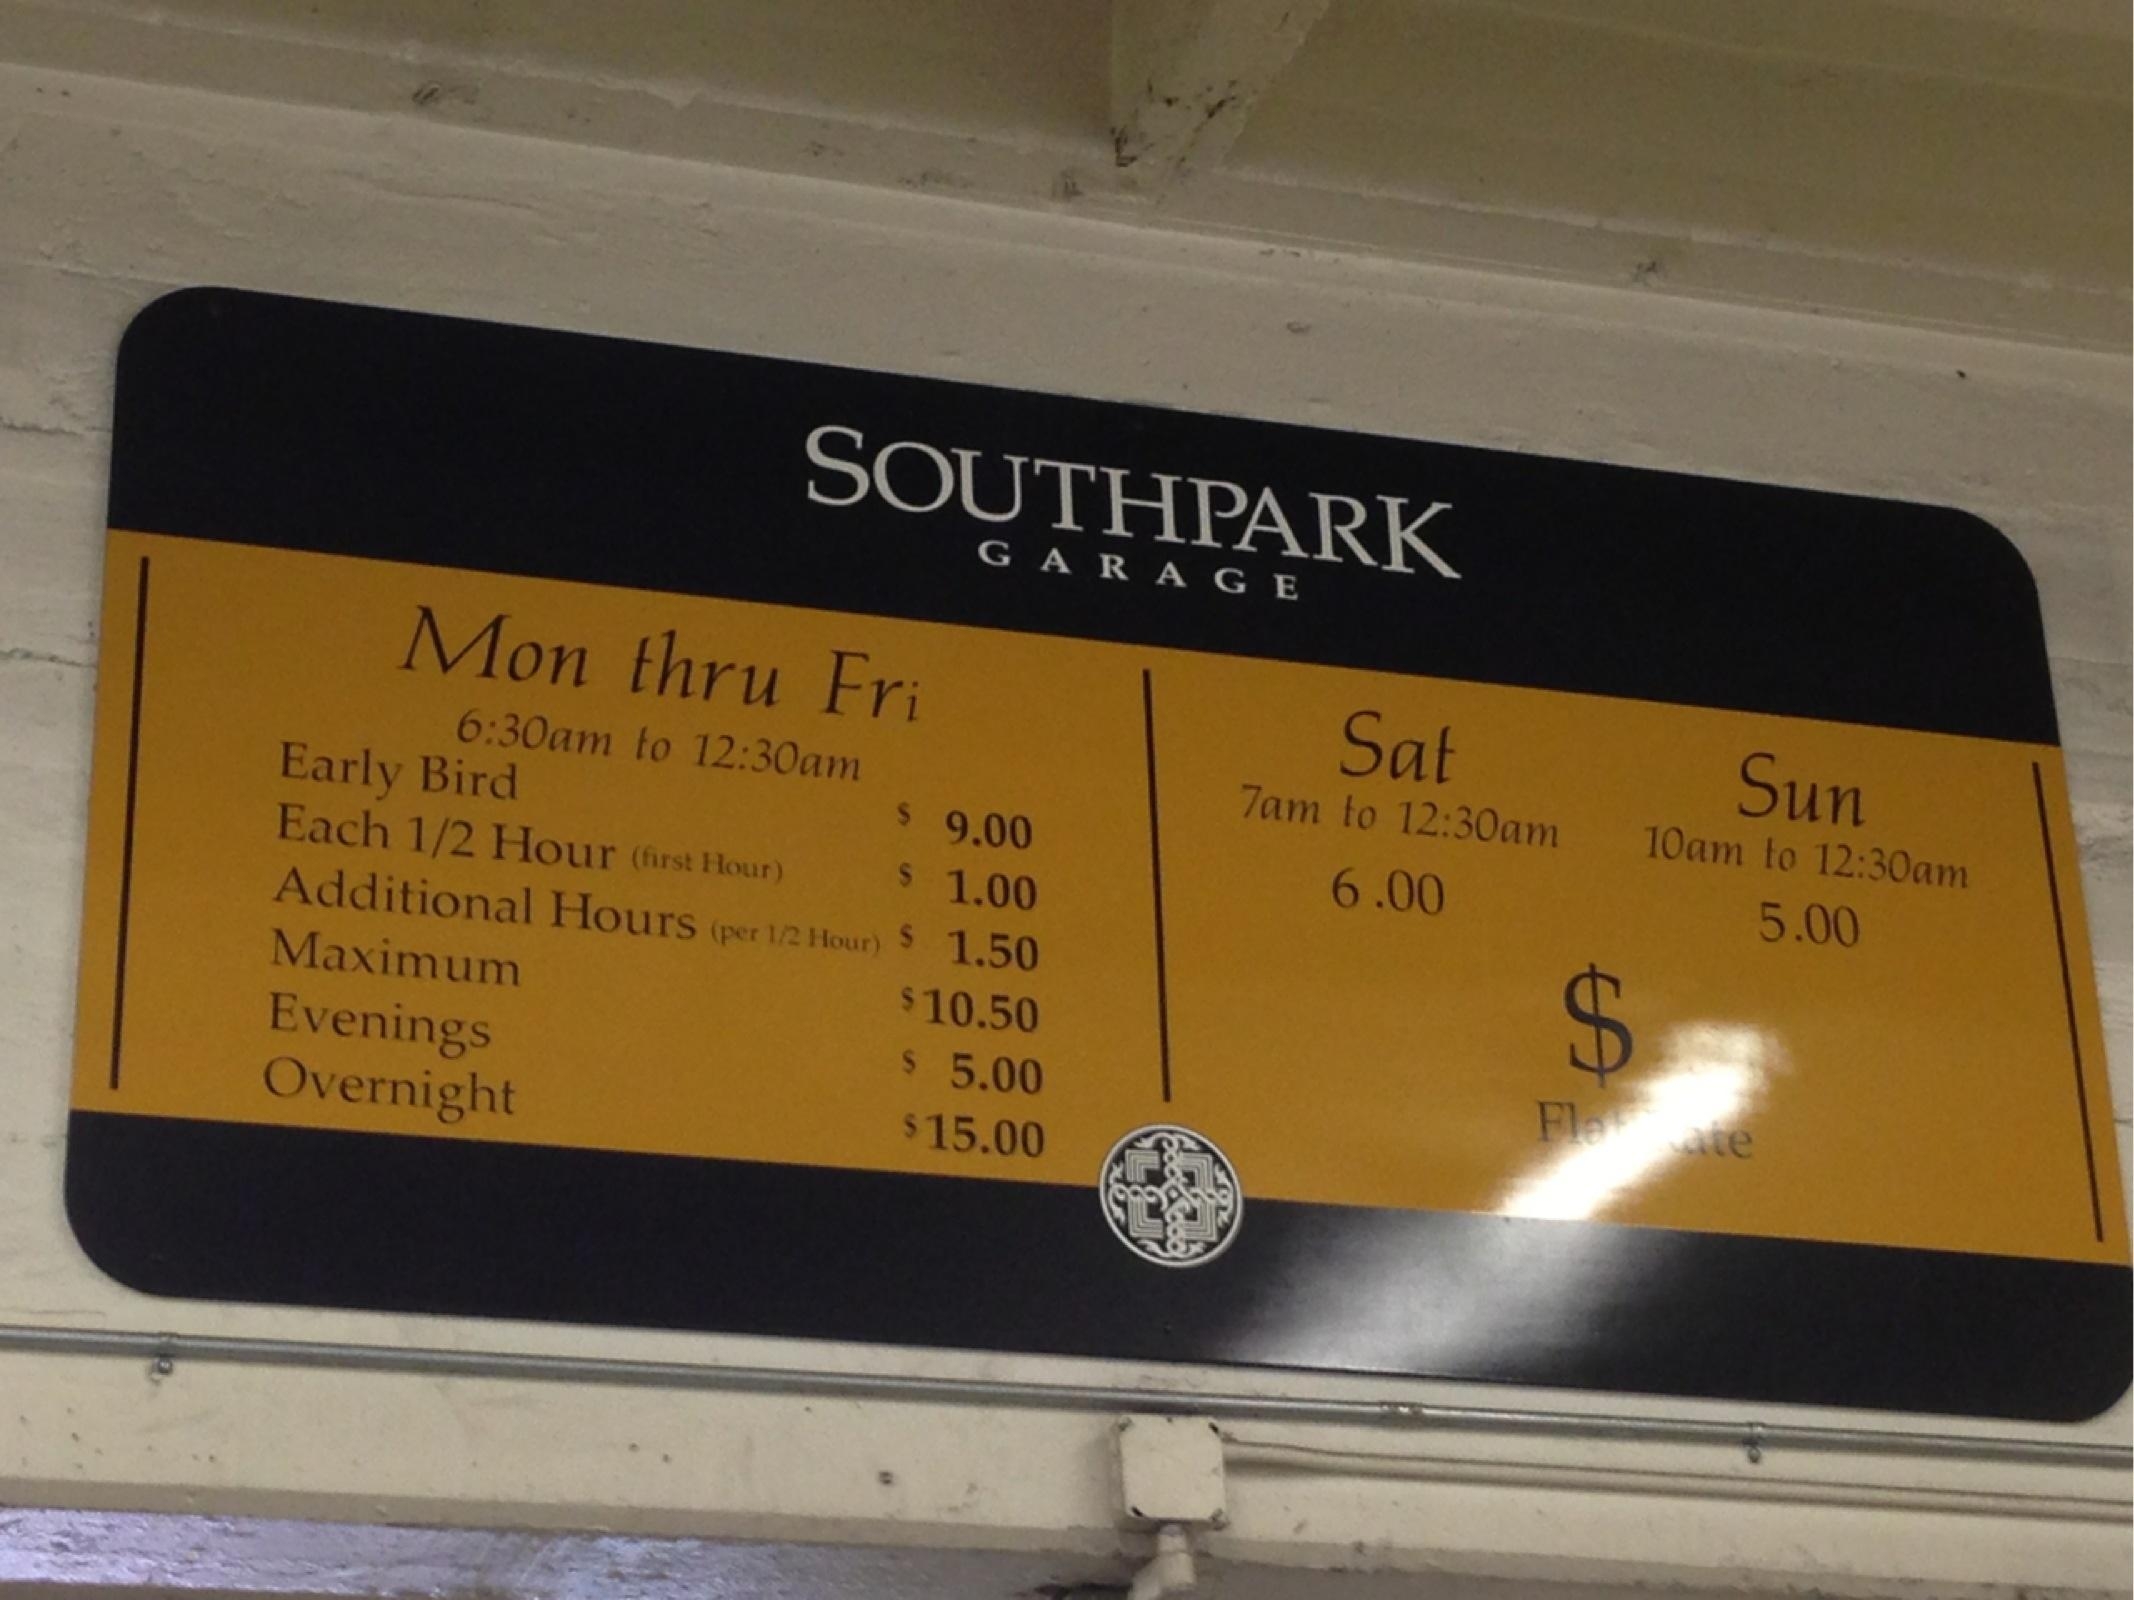 SOUTHPARK
GARAGE
Mon thru Fri
6:30am to 12:30am
Early Bird $ 9.00
Each 1/2 Hour (first Hour) $ 1.00
Additional Hours (per 1/2 Hour) $ 1.50
Maximum $10.50
Evenings $ 5.00
Overnight $15.00
Sat
7am to 12:30am
6.00
Sun
10am to 12:30am
5.00
$
Flat Rate